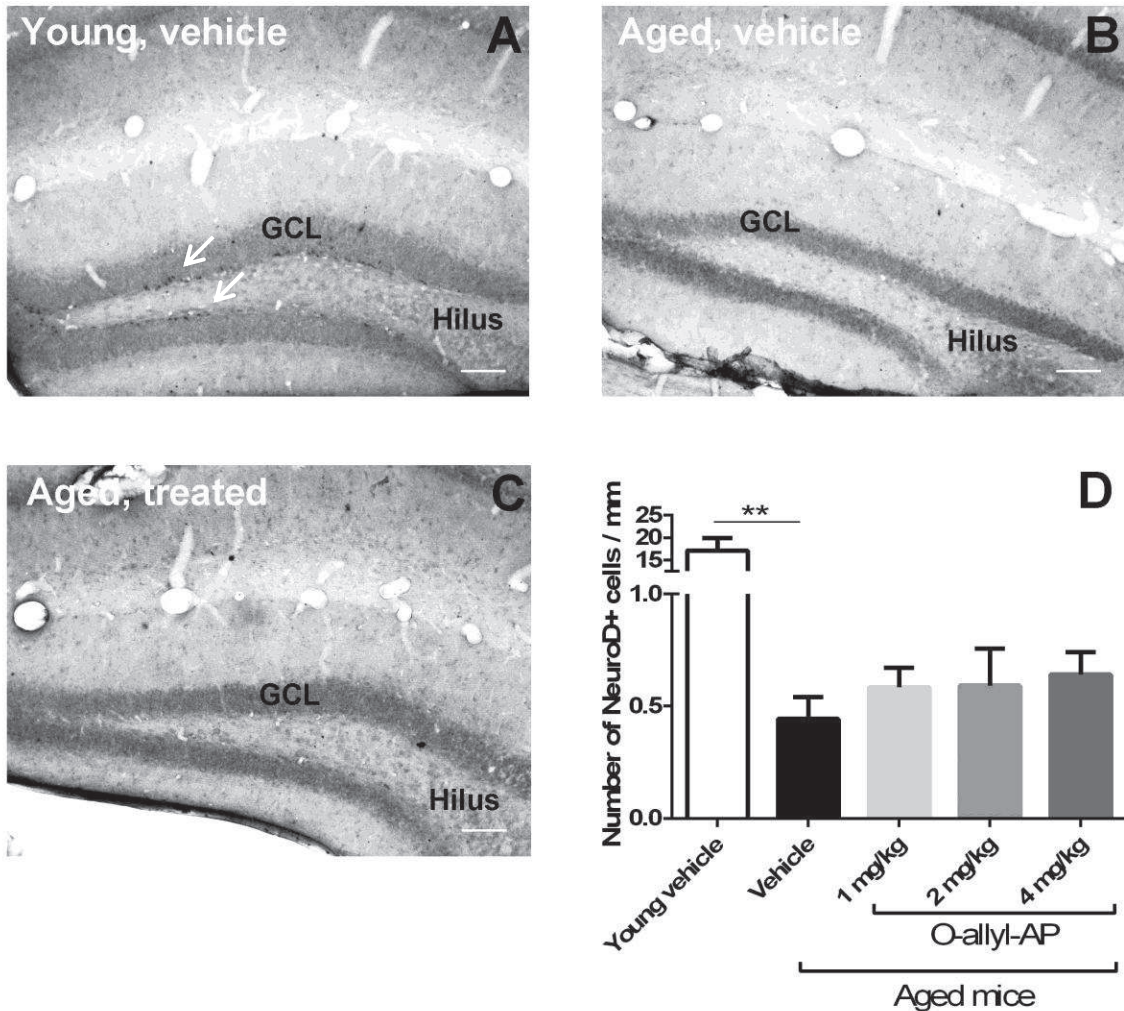 Young, vehicle A
GCL
Hilus
Aged, vehicle B
GCL
Hilus
Aged, treated C
GCL
Hilus
D
Number of NeuroD+ cells / mm
25
20
15
1.0
0.5
0.0
**
Young vehicle
Vehicle
1 mg/kg
2 mg/kg
4 mg/kg
O-allyl-AP
Aged mice